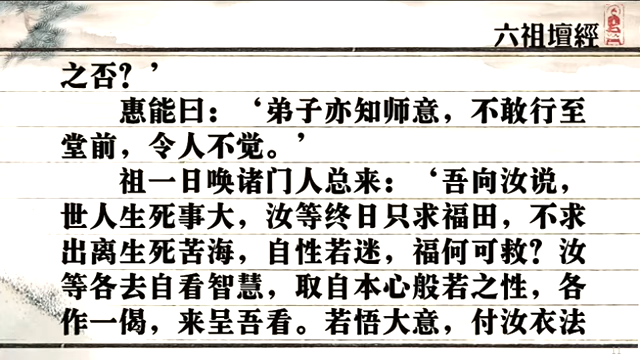 六祖壇經
之否？’
惠能曰：‘弟子亦知师意，不敢行至
堂前，令人不觉。’
祖一日唤诸门人总来：‘吾向汝说，
世人生死事大，汝等终日只求福田，不求
出离生死苦海，自性若迷，福何可救？汝
等各去自看智慧，取自本心般若之性，各
作一偈，来呈吾看。若悟大意，付汝衣法
11